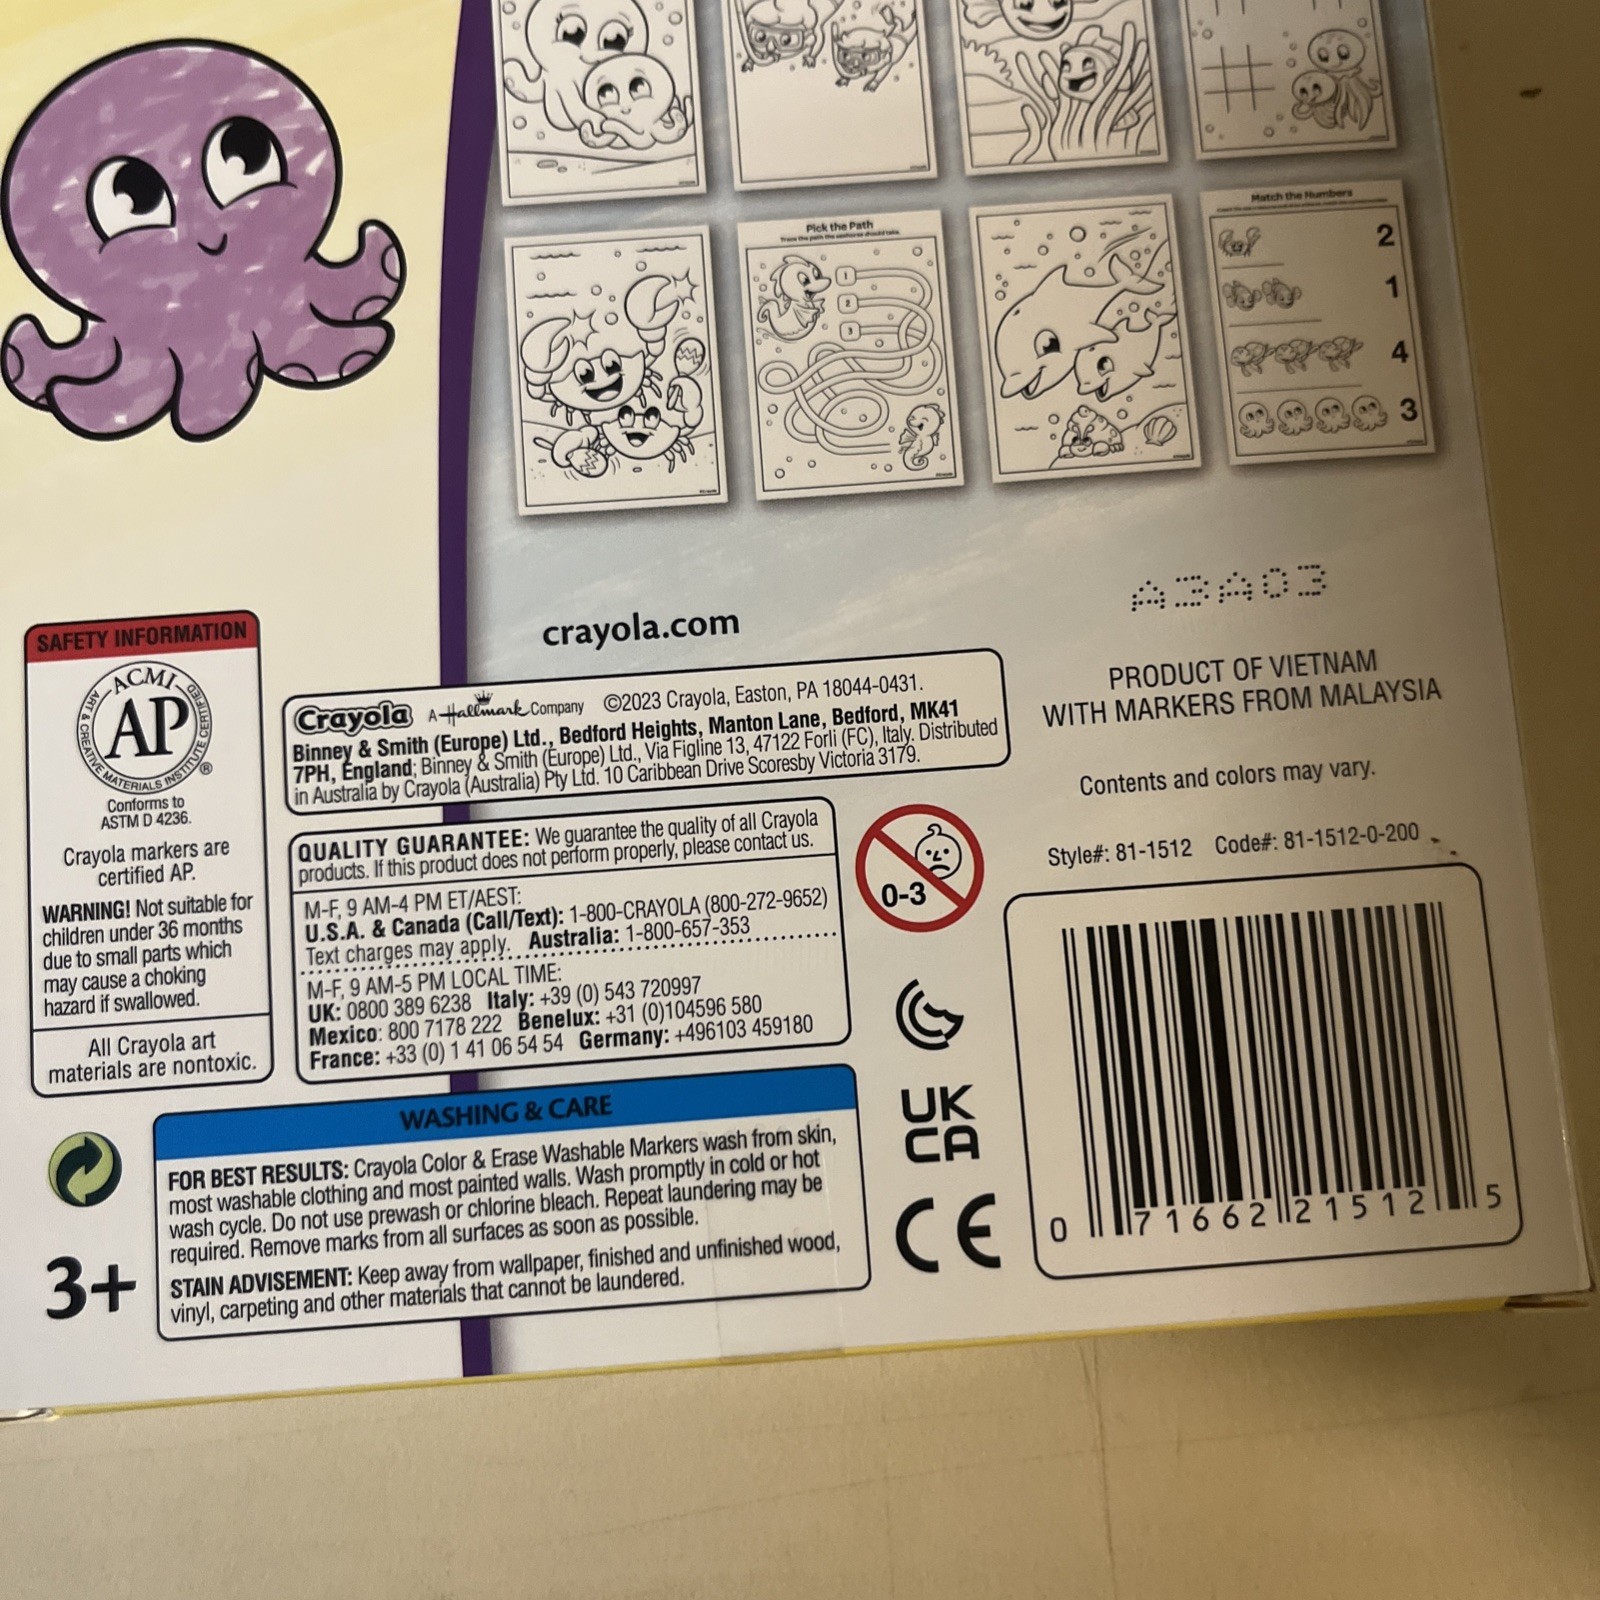 Pick the Path
Match the Numbers
1
2
3
2
1
4
3
A3A03
SAFETY INFORMATION
ACMI
AP
ART & CREATIVE MATERIALS INSTITUTE CERTIFIED
®
Conforms to
ASTM D 4236.
Crayola markers are
certified AP.
WARNING! Not suitable for
children under 36 months
due to small parts which
may cause a choking
hazard if swallowed.
All Crayola art
materials are nontoxic.
3+
crayola.com
Crayola A Hallmark Company ©2023 Crayola, Easton, PA 18044-0431.
Binney & Smith (Europe) Ltd., Bedford Heights, Manton Lane, Bedford, MK41
7PH, England; Binney & Smith (Europe) Ltd., Via Figline 13, 47122 Forli (FC), Italy. Distributed
in Australia by Crayola (Australia) Pty Ltd. 10 Caribbean Drive Scoresby Victoria 3179.
QUALITY GUARANTEE: We guarantee the quality of all Crayola
products. If this product does not perform properly, please contact us.
M-F, 9 AM-4 PM ET/AEST:
U.S.A. & Canada (Call/Text): 1-800-CRAYOLA (800-272-9652)
Text charges may apply. Australia: 1-800-657-353
M-F, 9 AM-5 PM LOCAL TIME:
UK: 0800 389 6238 Italy: +39 (0) 543 720997
Mexico: 800 7178 222 Benelux: +31 (0)104596 580
France: +33 (0) 1 41 06 54 54 Germany: +496103 459180
WASHING & CARE
FOR BEST RESULTS: Crayola Color & Erase Washable Markers wash from skin,
most washable clothing and most painted walls. Wash promptly in cold or hot
wash cycle. Do not use prewash or chlorine bleach. Repeat laundering may be
required. Remove marks from all surfaces as soon as possible.
STAIN ADVISEMENT: Keep away from wallpaper, finished and unfinished wood,
vinyl, carpeting and other materials that cannot be laundered.
0-3
UK
CA
CE
PRODUCT OF VIETNAM
WITH MARKERS FROM MALAYSIA
Contents and colors may vary.
Style#: 81-1512 Code#: 81-1512-0-200
0 71662 21512 5